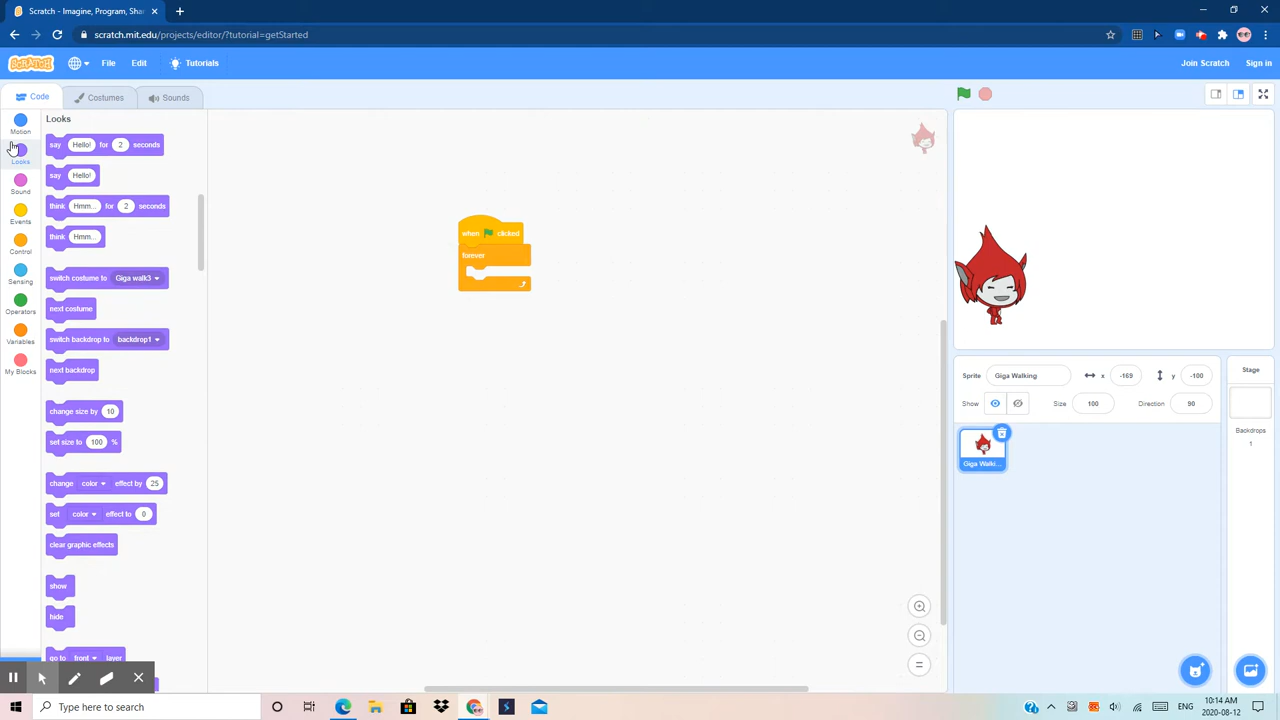 Scratch - Imagine, Program, Sha
scratch.mit.edu/projects/editor/?tutorial=getStarted
SCRATCH File Edit Tutorials Join Scratch Sign in
Code Costumes Sounds
Motion
Looks
Sound
Events
Control
Sensing
Operators
Variables
My Blocks
Looks
say Hello! for 2 seconds
say Hello!
think Hmm... for 2 seconds
think Hmm...
switch costume to Giga walk3
next costume
switch backdrop to backdrop1
next backdrop
change size by 10
set size to 100 %
change color effect by 25
set color effect to 0
clear graphic effects
show
hide
go to front layer
when clicked
forever
Sprite Giga Walking x -169 y -100
Show Size 100 Direction 90
Giga Walki...
Stage
Backdrops
1
Type here to search
10:14 AM
2020-08-12